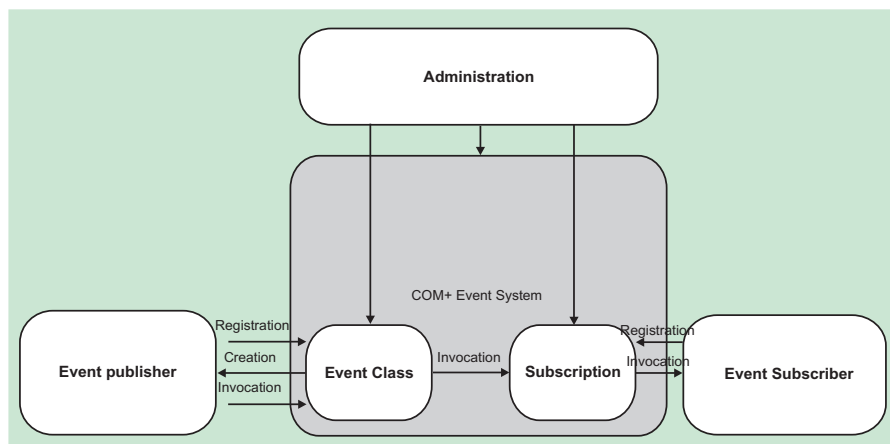 Administration
COM+ Event System
Registration
Registration
Event publisher
Creation
Event Class
Invocation
Subscription
Invocation
Event Subscriber
Invocation